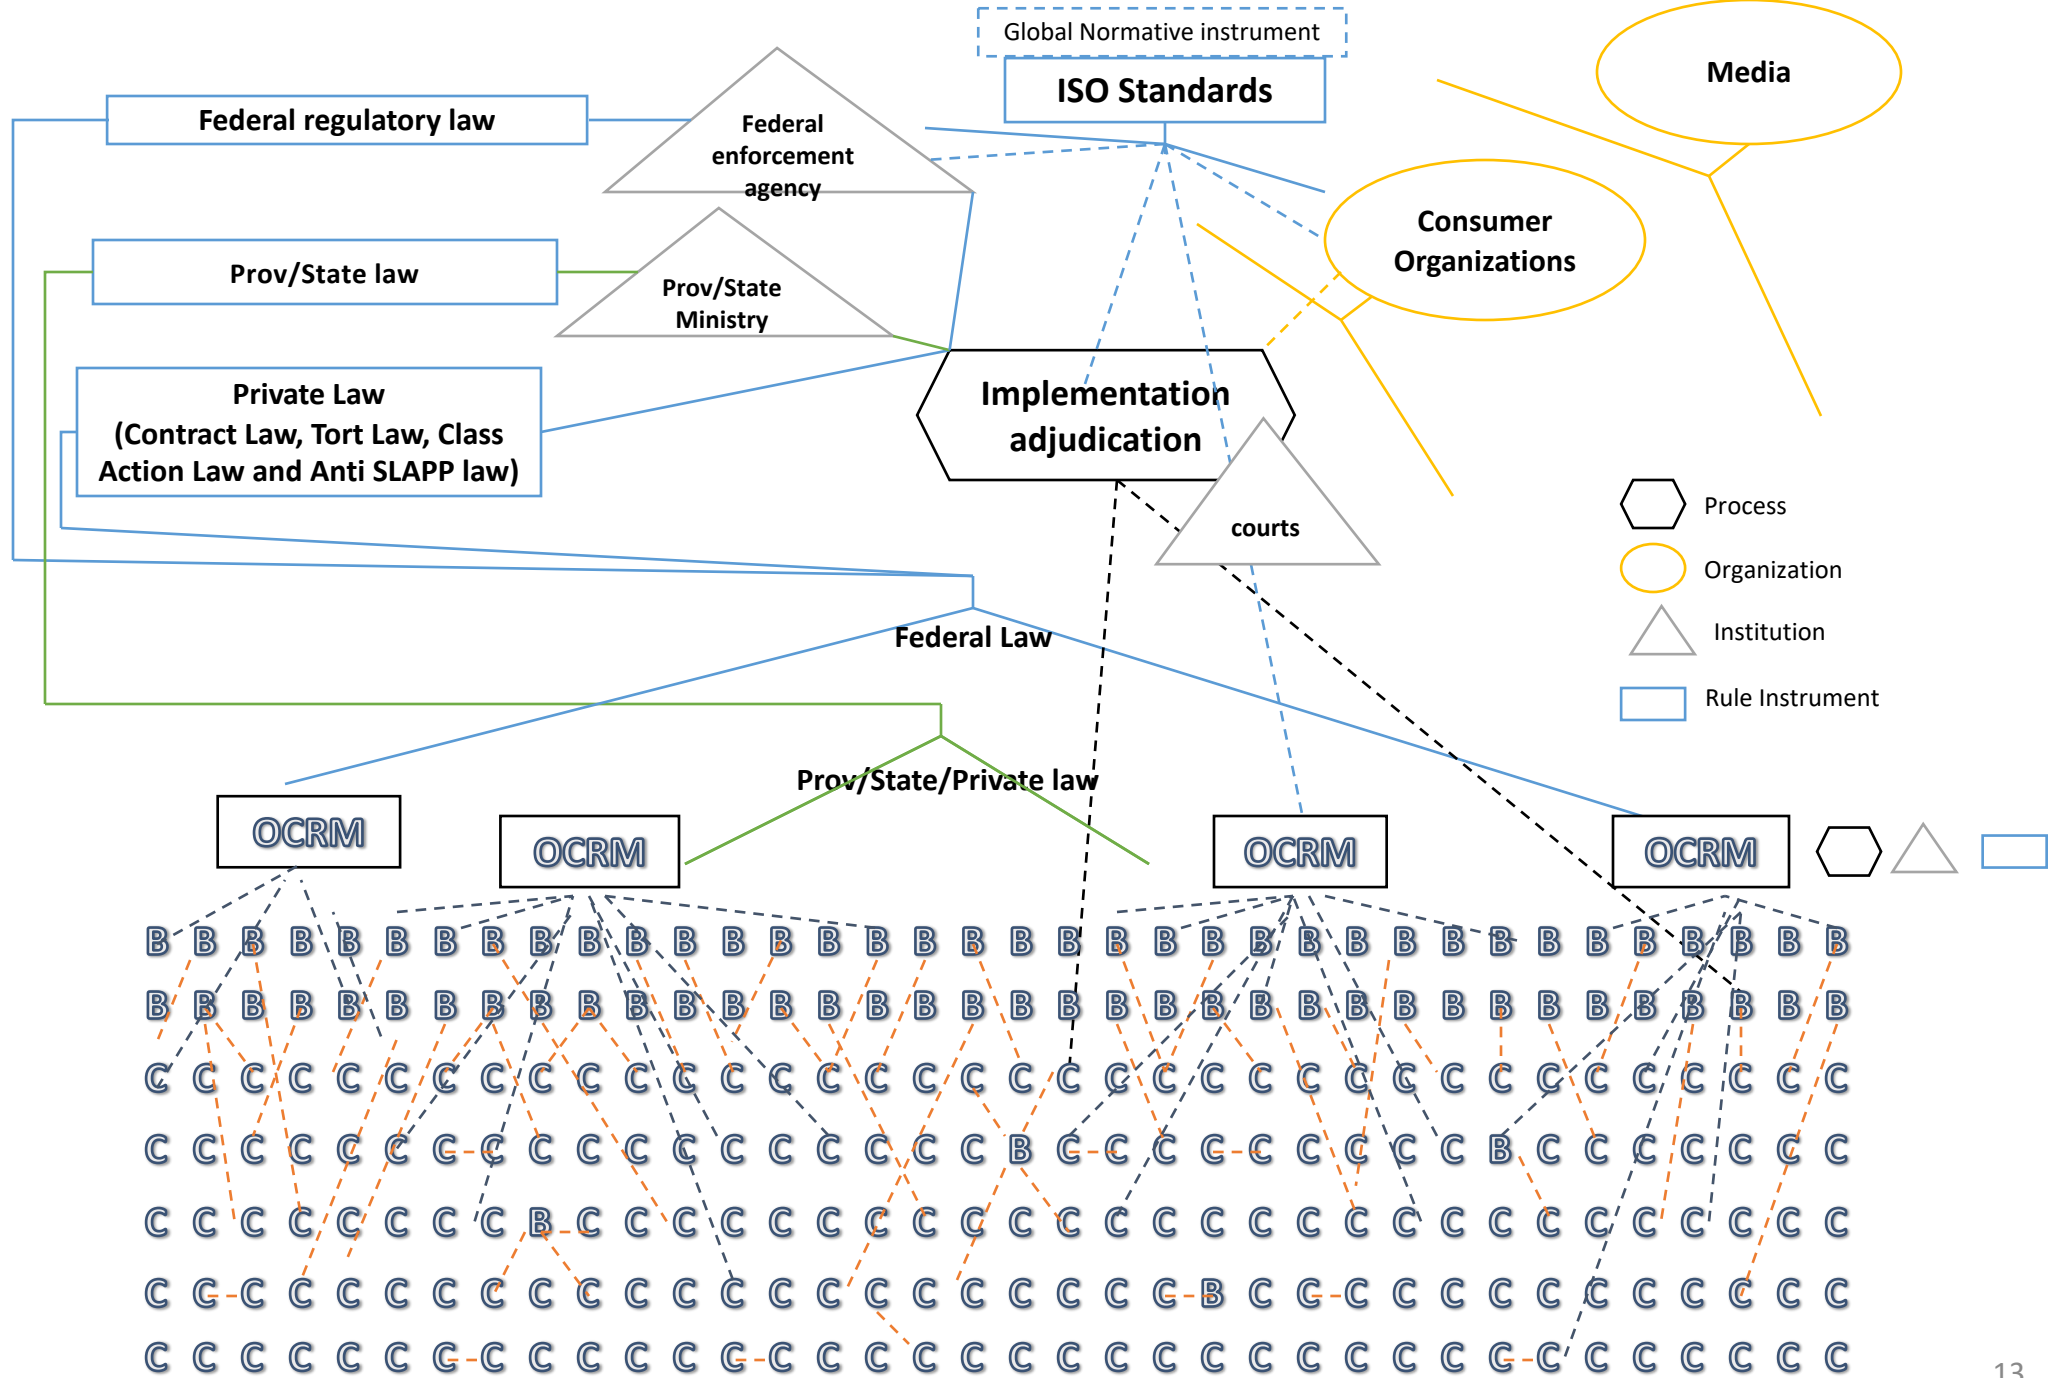 Global Normative instrument
ISO Standards
Media
Federal regulatory law
Federal
enforcement
agency
Consumer
Organizations
Prov/State law
Prov/State
Ministry
Private Law
(Contract Law, Tort Law, Class
Action Law and Anti SLAPP law)
Implementation
adjudication
courts
Process
Organization
Institution
Rule Instrument
Federal Law
Prov/State/Private law
OCRM
OCRM
OCRM
OCRM
B B B B B B B B B B B B B B B B B B B B B B B B B B B B B B B B B B B B
B B B B B B B B B B B B B B B B B B B B B B B B B B B B B B B B B B B B
C C C C C C C C C C C C C C C C C C C C C C C C C C C C C C C C C C C C
C C C C C C C C C C C C C C C C C C B C C C C C C C C C B C C C C C C C
C C C C C C C C B C C C C C C C C C C C C C C C C C C C C C C C C C C C
C C C C C C C C C C C C C C C C C C C C C C B C C C C C C C C C C C C C
C C C C C C C C C C C C C C C C C C C C C C C C C C C C C C C C C C C C
13